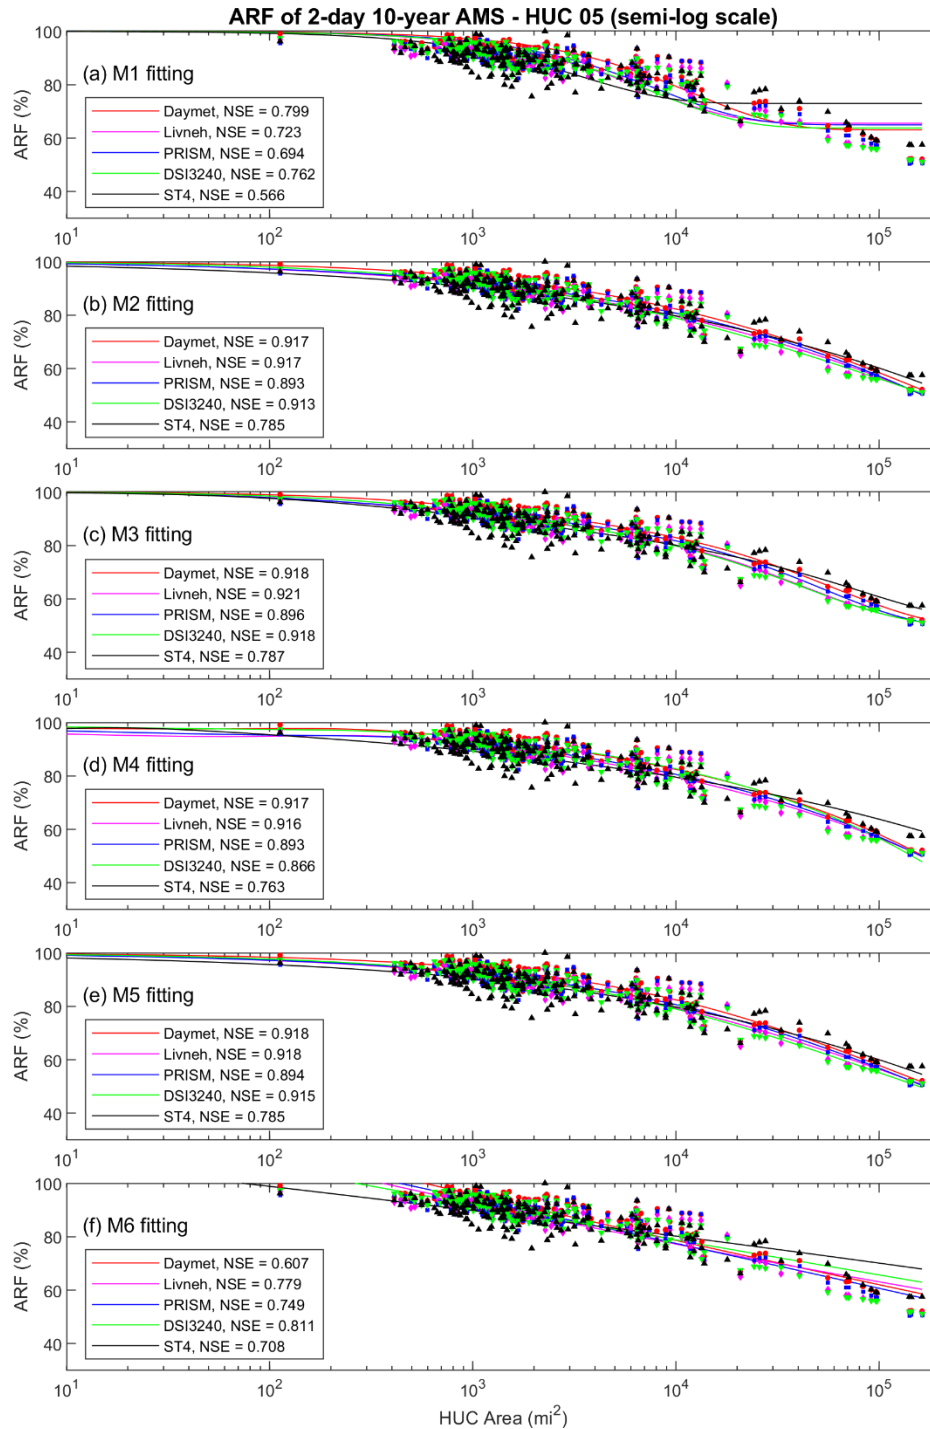 ARF of 2-day 10-year AMS - HUC 05 (semi-log scale)
100
80
60
40
ARF (%)
(a) M1 fitting
Daymet, NSE = 0.799
Livneh, NSE = 0.723
PRISM, NSE = 0.694
DSI3240, NSE = 0.762
ST4, NSE = 0.566
10^1 10^2 10^3 10^4 10^5
100
80
60
40
ARF (%)
(b) M2 fitting
Daymet, NSE = 0.917
Livneh, NSE = 0.917
PRISM, NSE = 0.893
DSI3240, NSE = 0.913
ST4, NSE = 0.785
10^1 10^2 10^3 10^4 10^5
100
80
60
40
ARF (%)
(c) M3 fitting
Daymet, NSE = 0.918
Livneh, NSE = 0.921
PRISM, NSE = 0.896
DSI3240, NSE = 0.918
ST4, NSE = 0.787
10^1 10^2 10^3 10^4 10^5
100
80
60
40
ARF (%)
(d) M4 fitting
Daymet, NSE = 0.917
Livneh, NSE = 0.916
PRISM, NSE = 0.893
DSI3240, NSE = 0.866
ST4, NSE = 0.763
10^1 10^2 10^3 10^4 10^5
100
80
60
40
ARF (%)
(e) M5 fitting
Daymet, NSE = 0.918
Livneh, NSE = 0.918
PRISM, NSE = 0.894
DSI3240, NSE = 0.915
ST4, NSE = 0.785
10^1 10^2 10^3 10^4 10^5
100
80
60
40
ARF (%)
(f) M6 fitting
Daymet, NSE = 0.607
Livneh, NSE = 0.779
PRISM, NSE = 0.749
DSI3240, NSE = 0.811
ST4, NSE = 0.708
10^1 10^2 10^3 10^4 10^5
HUC Area (mi^2)